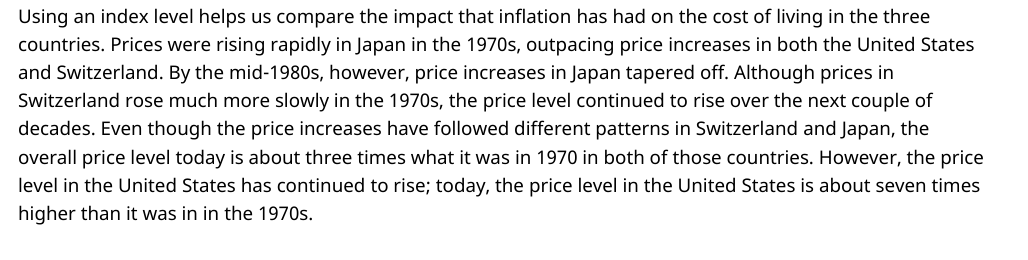 Using an index level helps us compare the impact that inflation has had on the cost of living in the three
countries. Prices were rising rapidly in Japan in the 1970s, outpacing price increases in both the United States
and Switzerland. By the mid-1980s, however, price increases in Japan tapered off. Although prices in
Switzerland rose much more slowly in the 1970s, the price level continued to rise over the next couple of
decades. Even though the price increases have followed different patterns in Switzerland and Japan, the
overall price level today is about three times what it was in 1970 in both of those countries. However, the price
level in the United States has continued to rise; today, the price level in the United States is about seven times
higher than it was in in the 1970s.